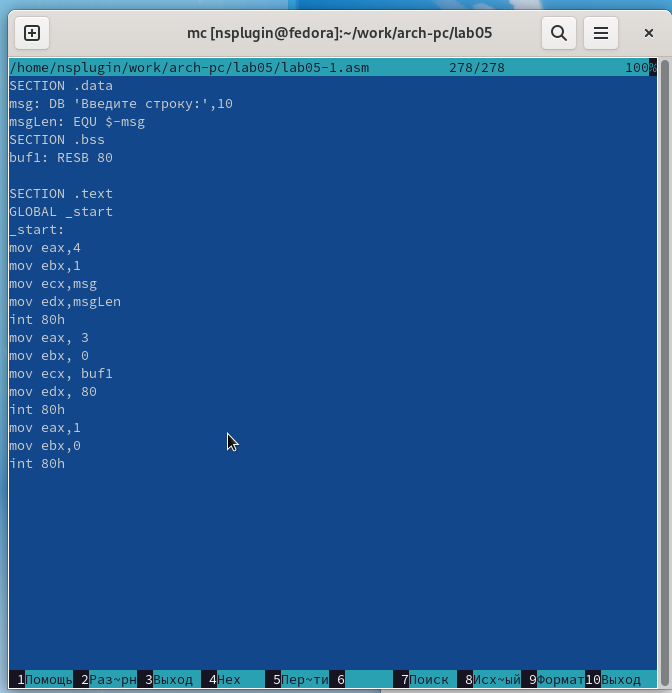 mc [nsplugin@fedora]:~/work/arch-pc/lab05
/home/nsplugin/work/arch-pc/lab05/lab05-1.asm 278/278 100%
SECTION .data
msg: DB 'Введите строку:',10
msgLen: EQU $-msg
SECTION .bss
buf1: RESB 80
SECTION .text
GLOBAL _start
_start:
mov eax,4
mov ebx,1
mov ecx,msg
mov edx,msgLen
int 80h
mov eax, 3
mov ebx, 0
mov ecx, buf1
mov edx, 80
int 80h
mov eax,1
mov ebx,0
int 80h
1Помощь 2Раз~рн 3Выход 4Hex 5Пер~ти 6 7Поиск 8Исх~ый 9Формат 10Выход